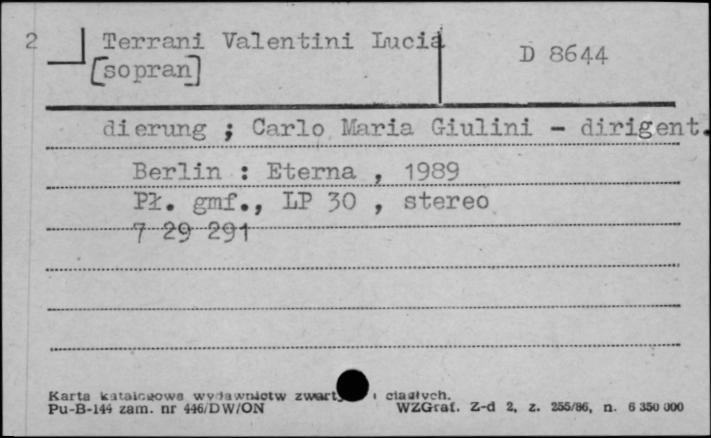 2 Terrani Valentini Lucia
[sopran]
D 8644
dierung ; Carlo Maria Giulini - dirigent.
Berlin : Eterna , 1989
Pł. gmf., LP 30 , stereo
7 29 291
Karta katalogowa wydawnictw zwartych i ciągłych.
Pu-B-144 zam. nr 446/DW/ON
WZGraf. Z-d 2, z. 255/86, n. 6 350 000